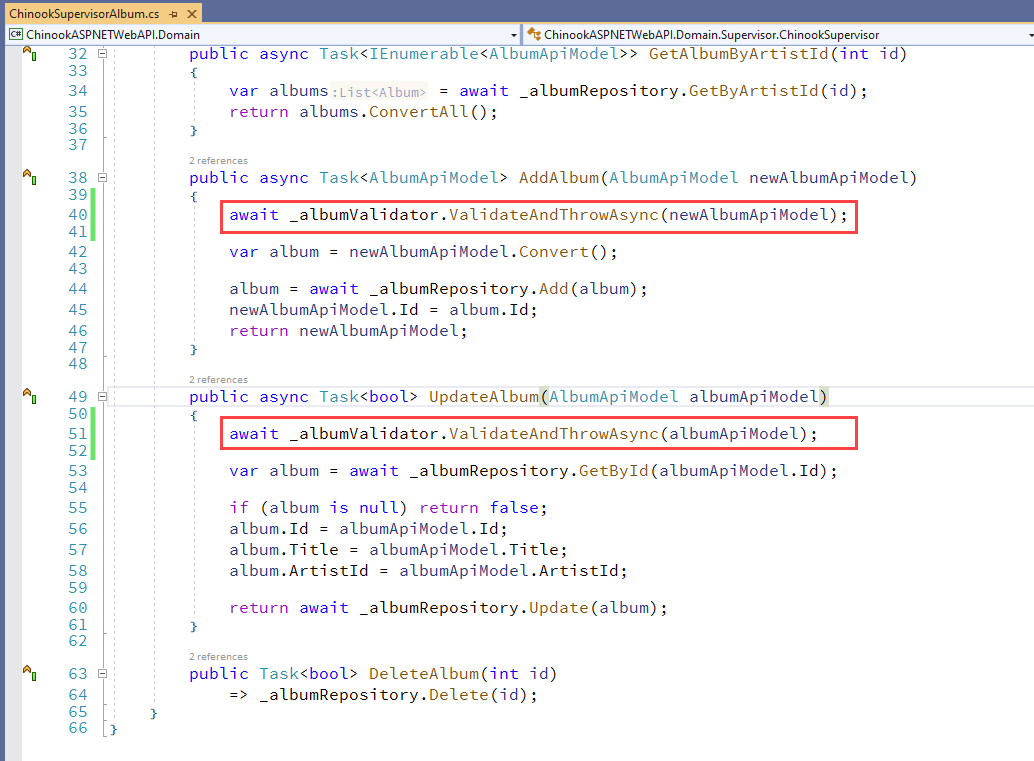 ChinookSupervisorAlbum.cs
C# ChinookASPNETWebAPI.Domain ChinookASPNETWebAPI.Domain.Supervisor.ChinookSupervisor
32 public async Task<IEnumerable<AlbumApiModel>> GetAlbumByArtistId(int id)
33 {
34 var albums:List<Album> = await _albumRepository.GetByArtistId(id);
35 return albums.ConvertAll();
36 }
37
2 references
38 public async Task<AlbumApiModel> AddAlbum(AlbumApiModel newAlbumApiModel)
39 {
40 await _albumValidator.ValidateAndThrowAsync(newAlbumApiModel);
41
42 var album = newAlbumApiModel.Convert();
43
44 album = await _albumRepository.Add(album);
45 newAlbumApiModel.Id = album.Id;
46 return newAlbumApiModel;
47 }
48
2 references
49 public async Task<bool> UpdateAlbum(AlbumApiModel albumApiModel)
50 {
51 await _albumValidator.ValidateAndThrowAsync(albumApiModel);
52
53 var album = await _albumRepository.GetById(albumApiModel.Id);
54
55 if (album is null) return false;
56 album.Id = albumApiModel.Id;
57 album.Title = albumApiModel.Title;
58 album.ArtistId = albumApiModel.ArtistId;
59
60 return await _albumRepository.Update(album);
61 }
62
2 references
63 public Task<bool> DeleteAlbum(int id)
64 => _albumRepository.Delete(id);
65 }
66 }